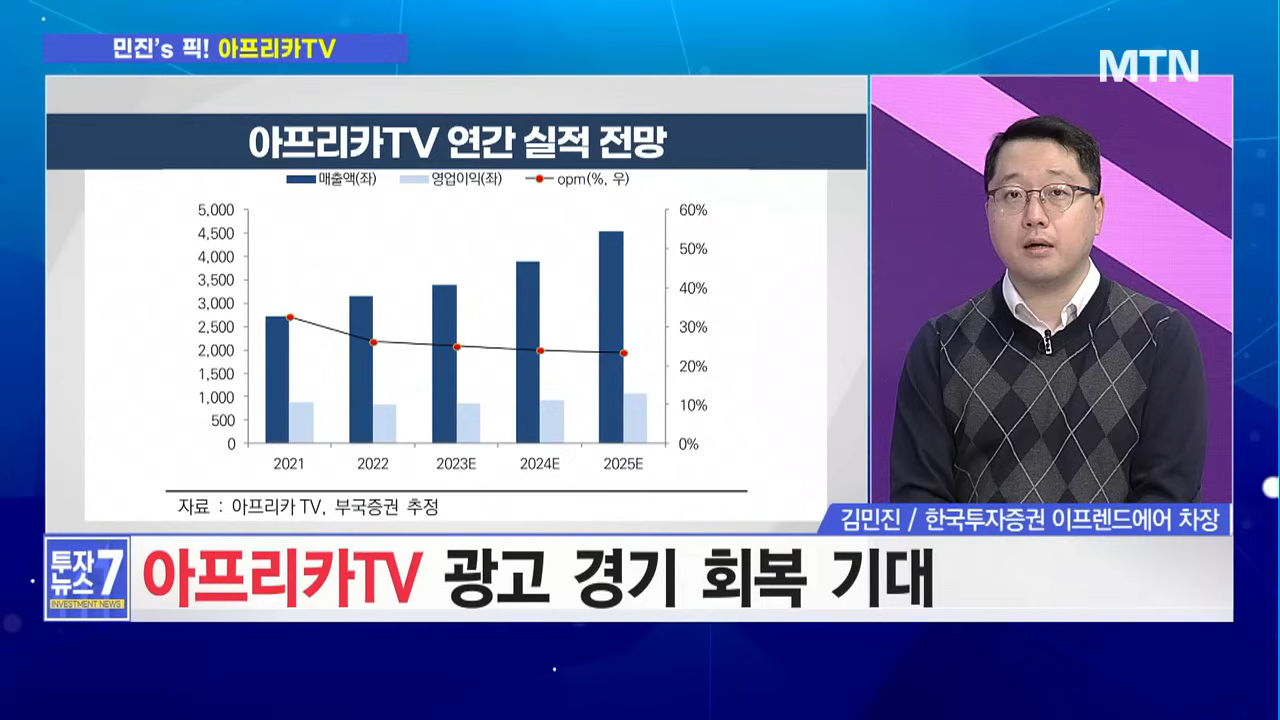 민진's 픽! 아프리카TV
MTN
아프리카TV 연간 실적 전망
매출액(좌) 영업이익(좌) opm(%, 우)
5,000
4,500
4,000
3,500
3,000
2,500
2,000
1,500
1,000
500
0
60%
50%
40%
30%
20%
10%
0%
2021 2022 2023E 2024E 2025E
자료 : 아프리카TV, 부국증권 추정
김민진 / 한국투자증권 이프렌드에어 차장
투자
뉴스7
INVESTMENT NEWS
아프리카TV 광고 경기 회복 기대